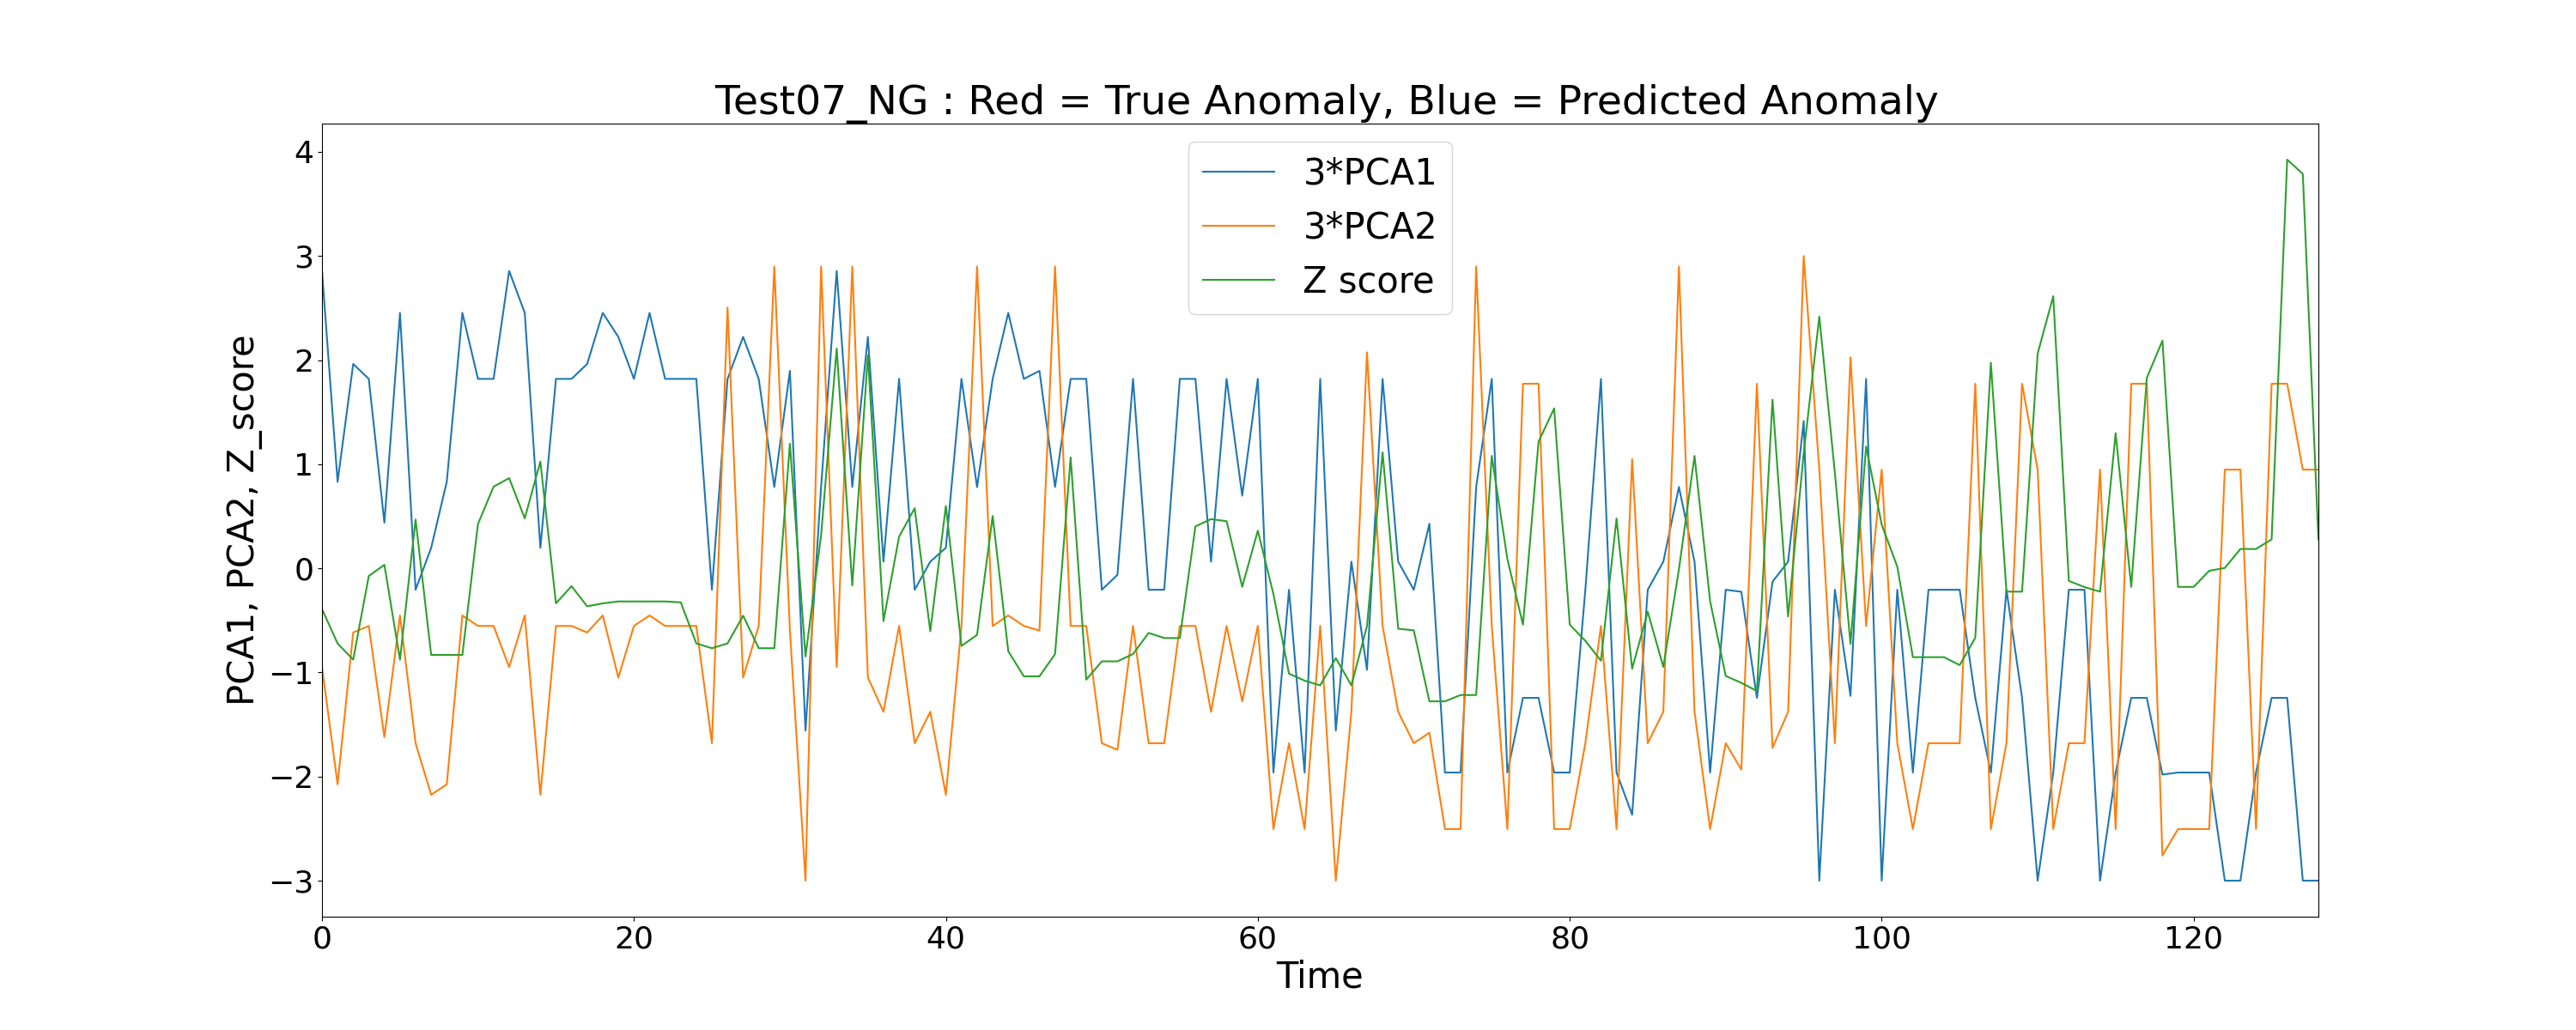 Test07_NG : Red = True Anomaly, Blue = Predicted Anomaly
3*PCA1
3*PCA2
Z score
PCA1, PCA2, Z_score
4
3
2
1
0
−1
−2
−3
0 20 40 60 80 100 120
Time